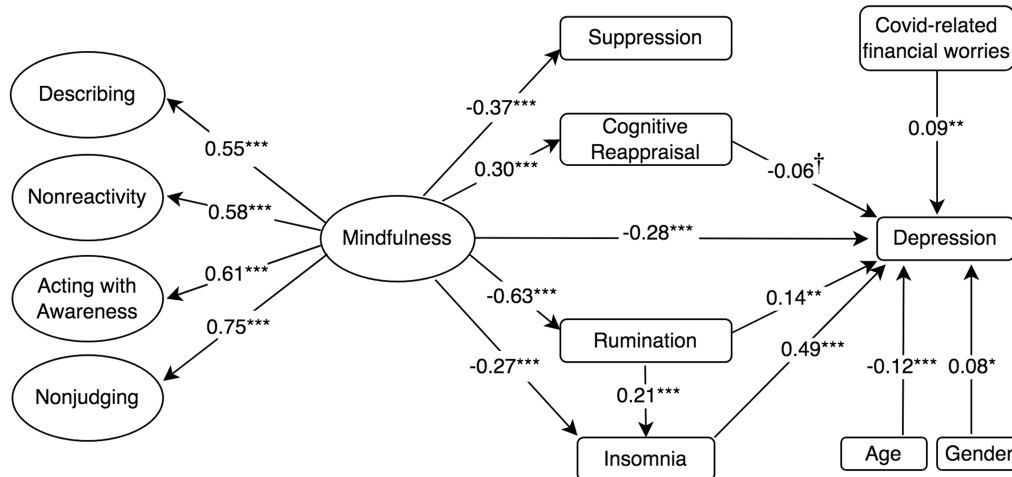 Suppression
Covid-related
financial worries
Describing
-0.37***
0.09**
Cognitive
Reappraisal
0.55***
0.30***
-0.06†
Nonreactivity
0.58***
Mindfulness
-0.28***
Depression
Acting with
Awareness
0.61***
-0.63***
0.14**
0.75***
Rumination
0.49***
-0.27***
-0.12***
0.08*
Nonjudging
0.21***
Insomnia
Age
Gender